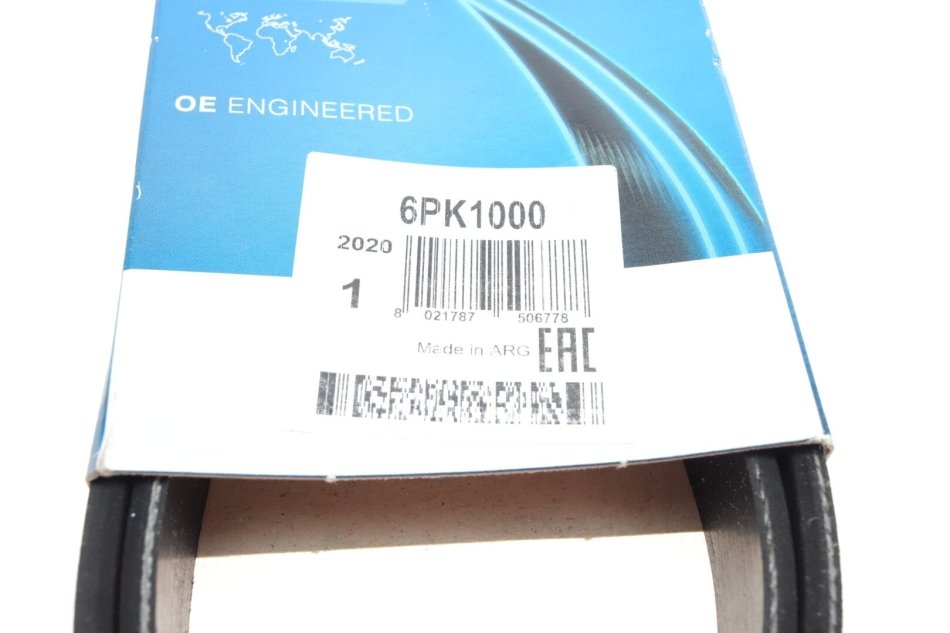 OE ENGINEERED
6PK1000
2020
1
8 021787 506778
Made in ARG
EAC